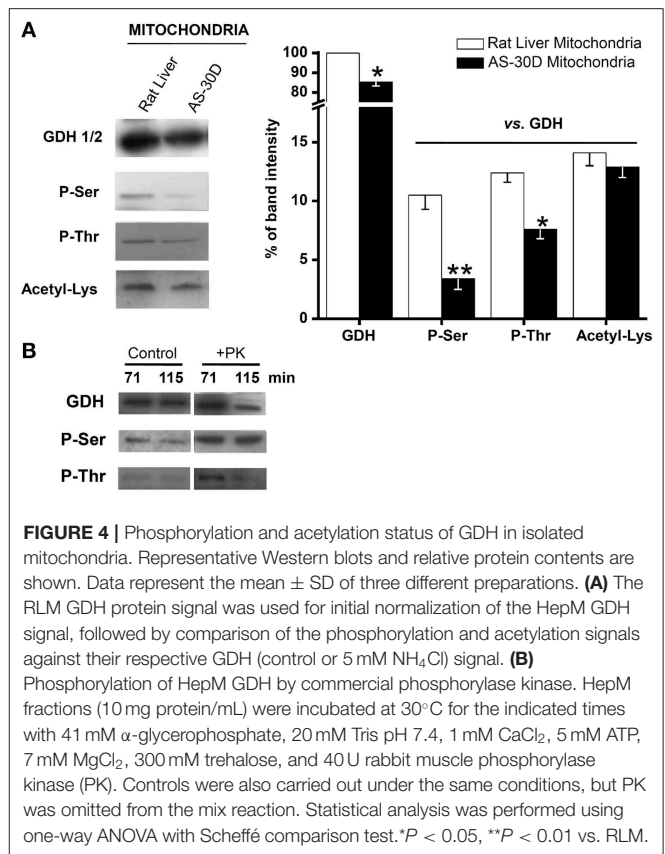 A
MITOCHONDRIA
Rat Liver
AS-30D
GDH 1/2
P-Ser
P-Thr
Acetyl-Lys
Rat Liver Mitochondria
AS-30D Mitochondria
% of band intensity
100
90
80
15
10
5
0
*
vs. GDH
**
*
GDH P-Ser P-Thr Acetyl-Lys
B
Control +PK
71 115 71 115 min
GDH
P-Ser
P-Thr
FIGURE 4 | Phosphorylation and acetylation status of GDH in isolated
mitochondria. Representative Western blots and relative protein contents are
shown. Data represent the mean ± SD of three different preparations. (A) The
RLM GDH protein signal was used for initial normalization of the HepM GDH
signal, followed by comparison of the phosphorylation and acetylation signals
against their respective GDH (control or 5 mM NH₄Cl) signal. (B)
Phosphorylation of HepM GDH by commercial phosphorylase kinase. HepM
fractions (10 mg protein/mL) were incubated at 30°C for the indicated times
with 41 mM α-glycerophosphate, 20 mM Tris pH 7.4, 1 mM CaCl₂, 5 mM ATP,
7 mM MgCl₂, 300 mM trehalose, and 40 U rabbit muscle phosphorylase
kinase (PK). Controls were also carried out under the same conditions, but PK
was omitted from the mix reaction. Statistical analysis was performed using
one-way ANOVA with Scheffé comparison test.*P < 0.05, **P < 0.01 vs. RLM.